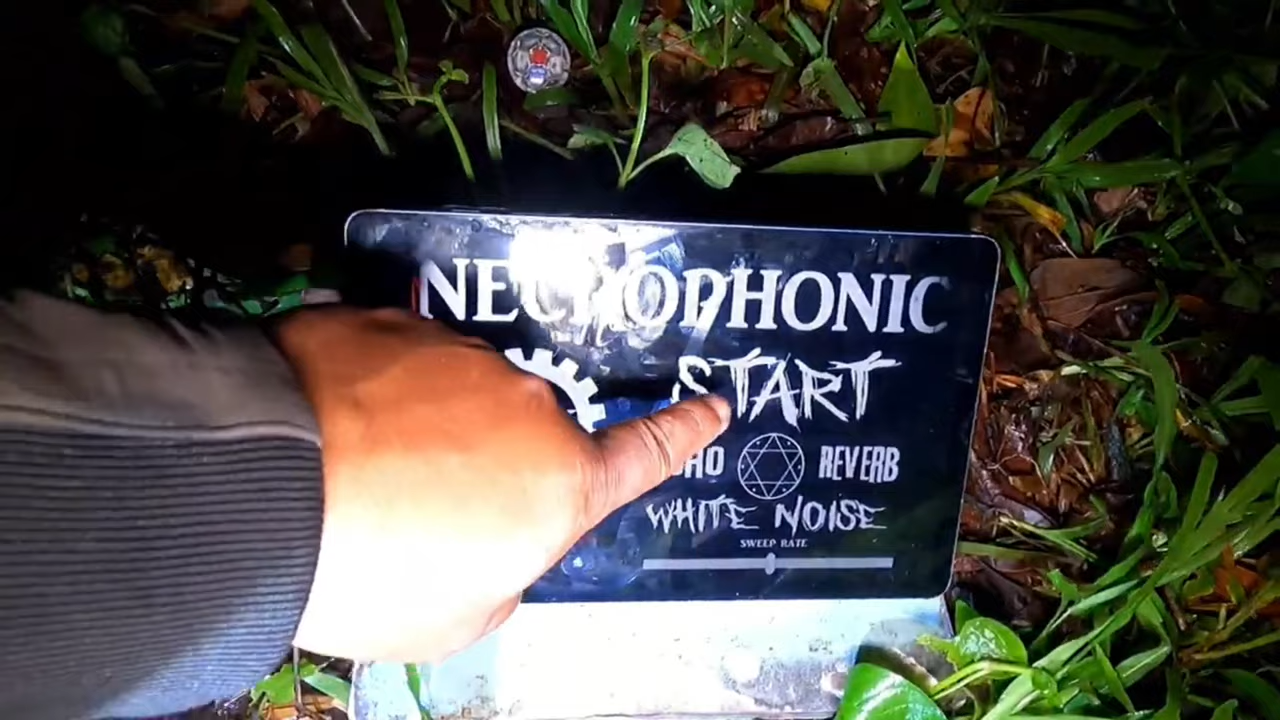 NECROPHONIC
START
REVERB
WHITE NOISE
SWEEP RATE